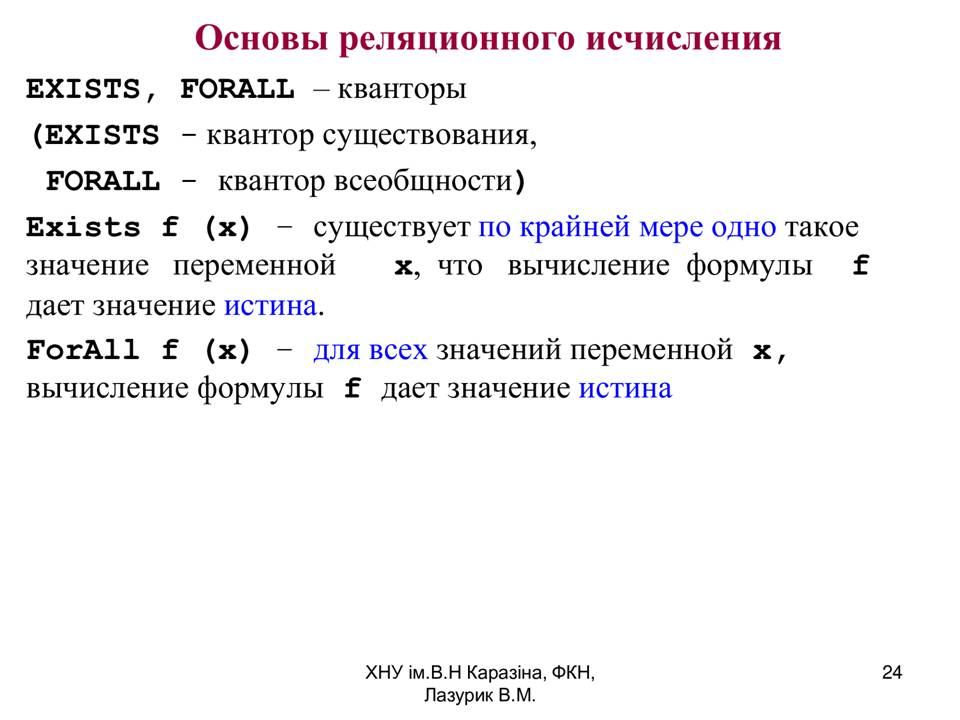 Основы реляционного исчисления
EXISTS, FORALL – кванторы
(EXISTS - квантор существования,
FORALL - квантор всеобщности)
Exists f (x) – существует по крайней мере одно такое
значение переменной x, что вычисление формулы f
дает значение истина.
ForAll f (x) – для всех значений переменной x,
вычисление формулы f дает значение истина
ХНУ ім.В.Н Каразіна, ФКН,
Лазурик В.М.
24